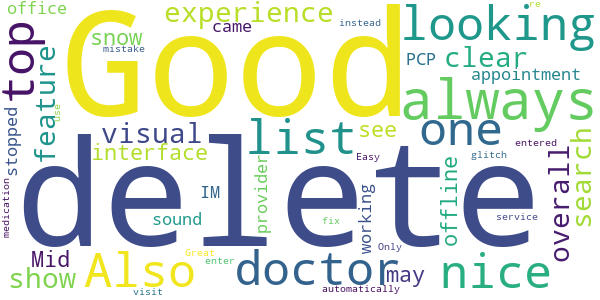 office
experience
instead
re
looking
top
snow
came
Good
mistake
PCP
clear
appointment
always
feature
use
stopped
visual
list
see
one
search
interface
Easy
glitch
entered
delete
provider
working
offline
overall
medication
IM
sound
fix
service
Only
Mid
Also
Great
enter
doctor
may
nice
show
visit
automatically